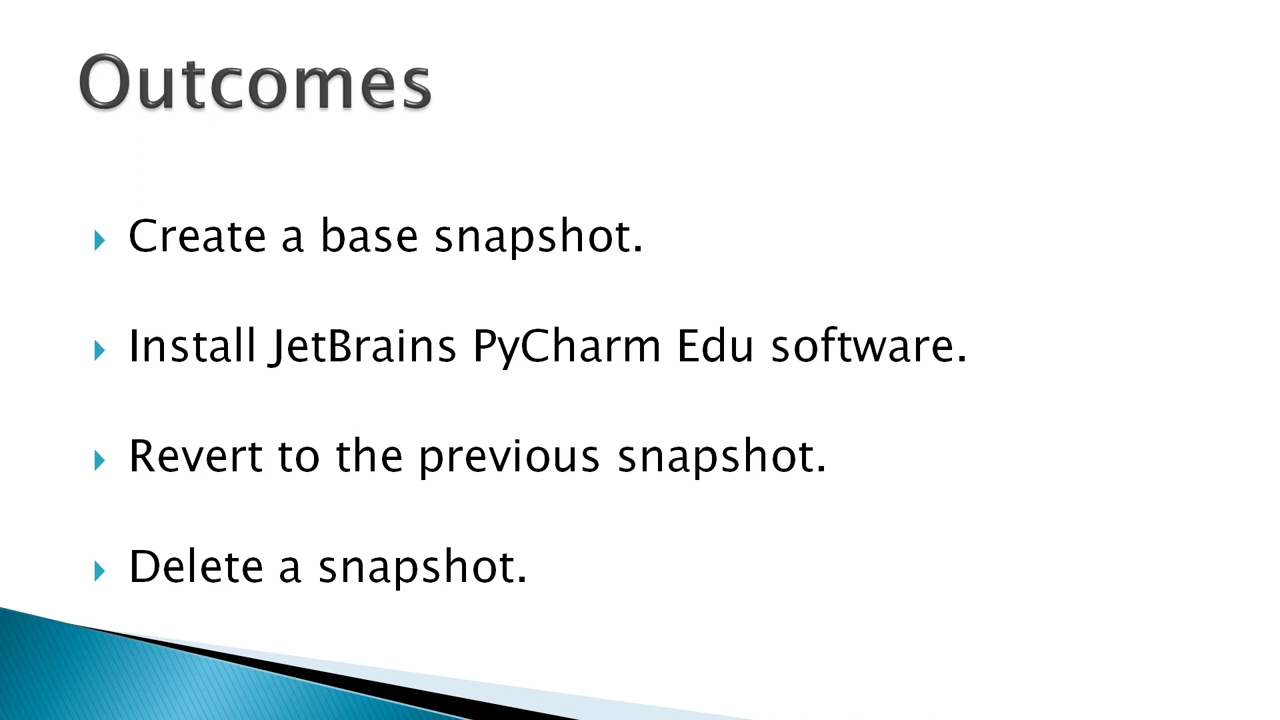 Outcomes
Create a base snapshot.
Install JetBrains PyCharm Edu software.
Revert to the previous snapshot.
Delete a snapshot.